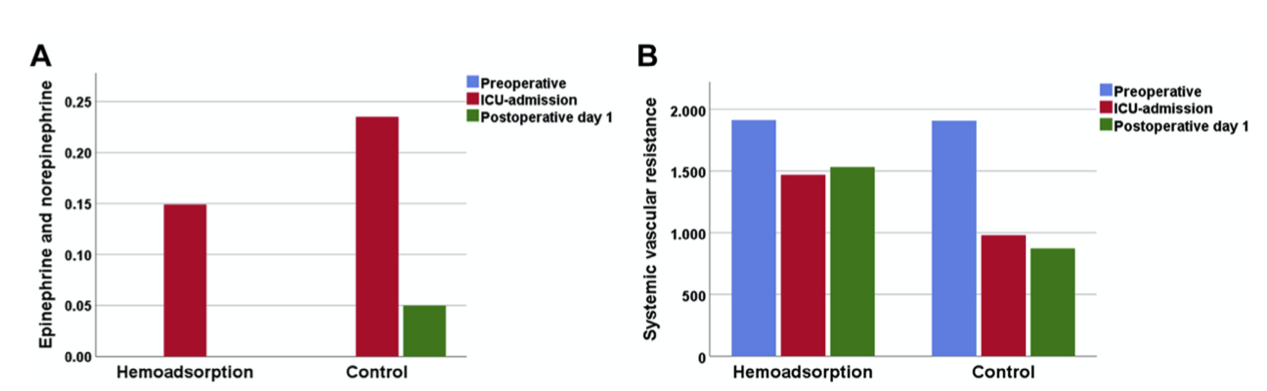 A
Epinephrine and norepinephrine
0.25
0.20
0.15
0.10
0.05
0.00
Hemoadsorption
Control
Preoperative
ICU-admission
Postoperative day 1
B
Systemic vascular resistance
2.000
1.500
1.000
500
0
Hemoadsorption
Control
Preoperative
ICU-admission
Postoperative day 1